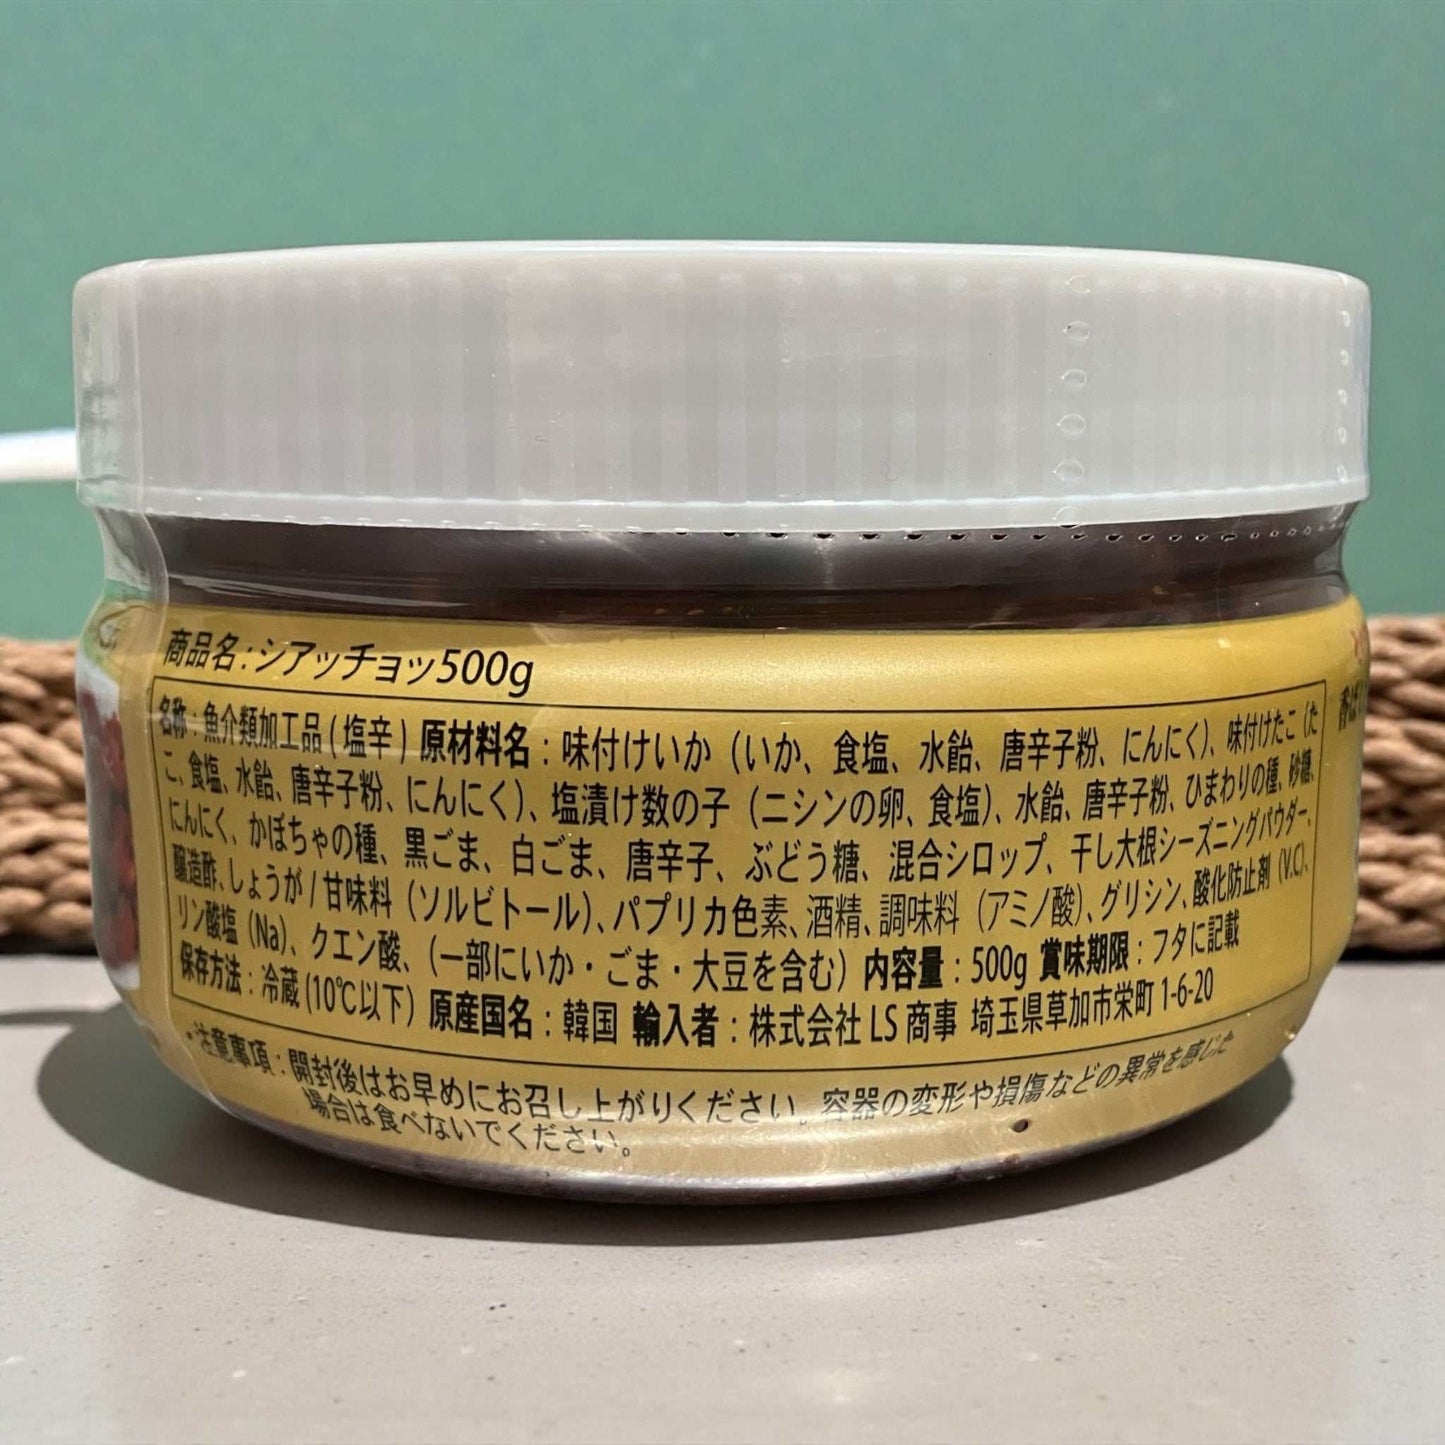 商品名：シアッチョッ500g
名称：魚介類加工品（塩辛）原材料名：味付けいか（いか、食塩、水飴、唐辛子粉、にんにく）、味付けたこ（た
こ、食塩、水飴、唐辛子粉、にんにく）、塩漬け数の子（ニシンの卵、食塩）、水飴、唐辛子粉、ひまわりの種、砂糖、
にんにく、かぼちゃの種、黒ごま、白ごま、唐辛子、ぶどう糖、混合シロップ、干し大根シーズニングパウダー、
醸造酢、しょうが / 甘味料（ソルビトール）、パプリカ色素、酒精、調味料（アミノ酸）、グリシン、酸化防止剤（V.C）、
リン酸塩（Na）、クエン酸、（一部にいか・ごま・大豆を含む）内容量：500g 賞味期限：フタに記載
保存方法：冷蔵（10℃以下）原産国名：韓国 輸入者：株式会社 LS 商事 埼玉県草加市栄町 1-6-20
・注意事項：開封後はお早めにお召し上がりください。容器の変形や損傷などの異常を感じた
場合は食べないでください。
香ば